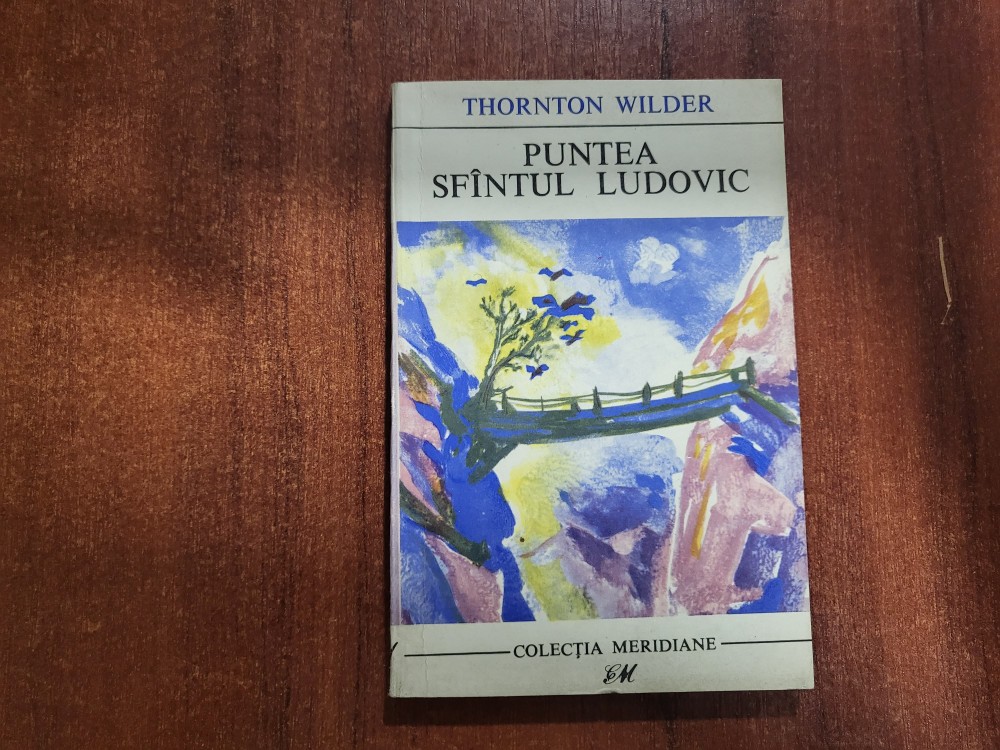 THORNTON WILDER
PUNTEA
SFÎNTUL LUDOVIC
COLECȚIA MERIDIANE
CM